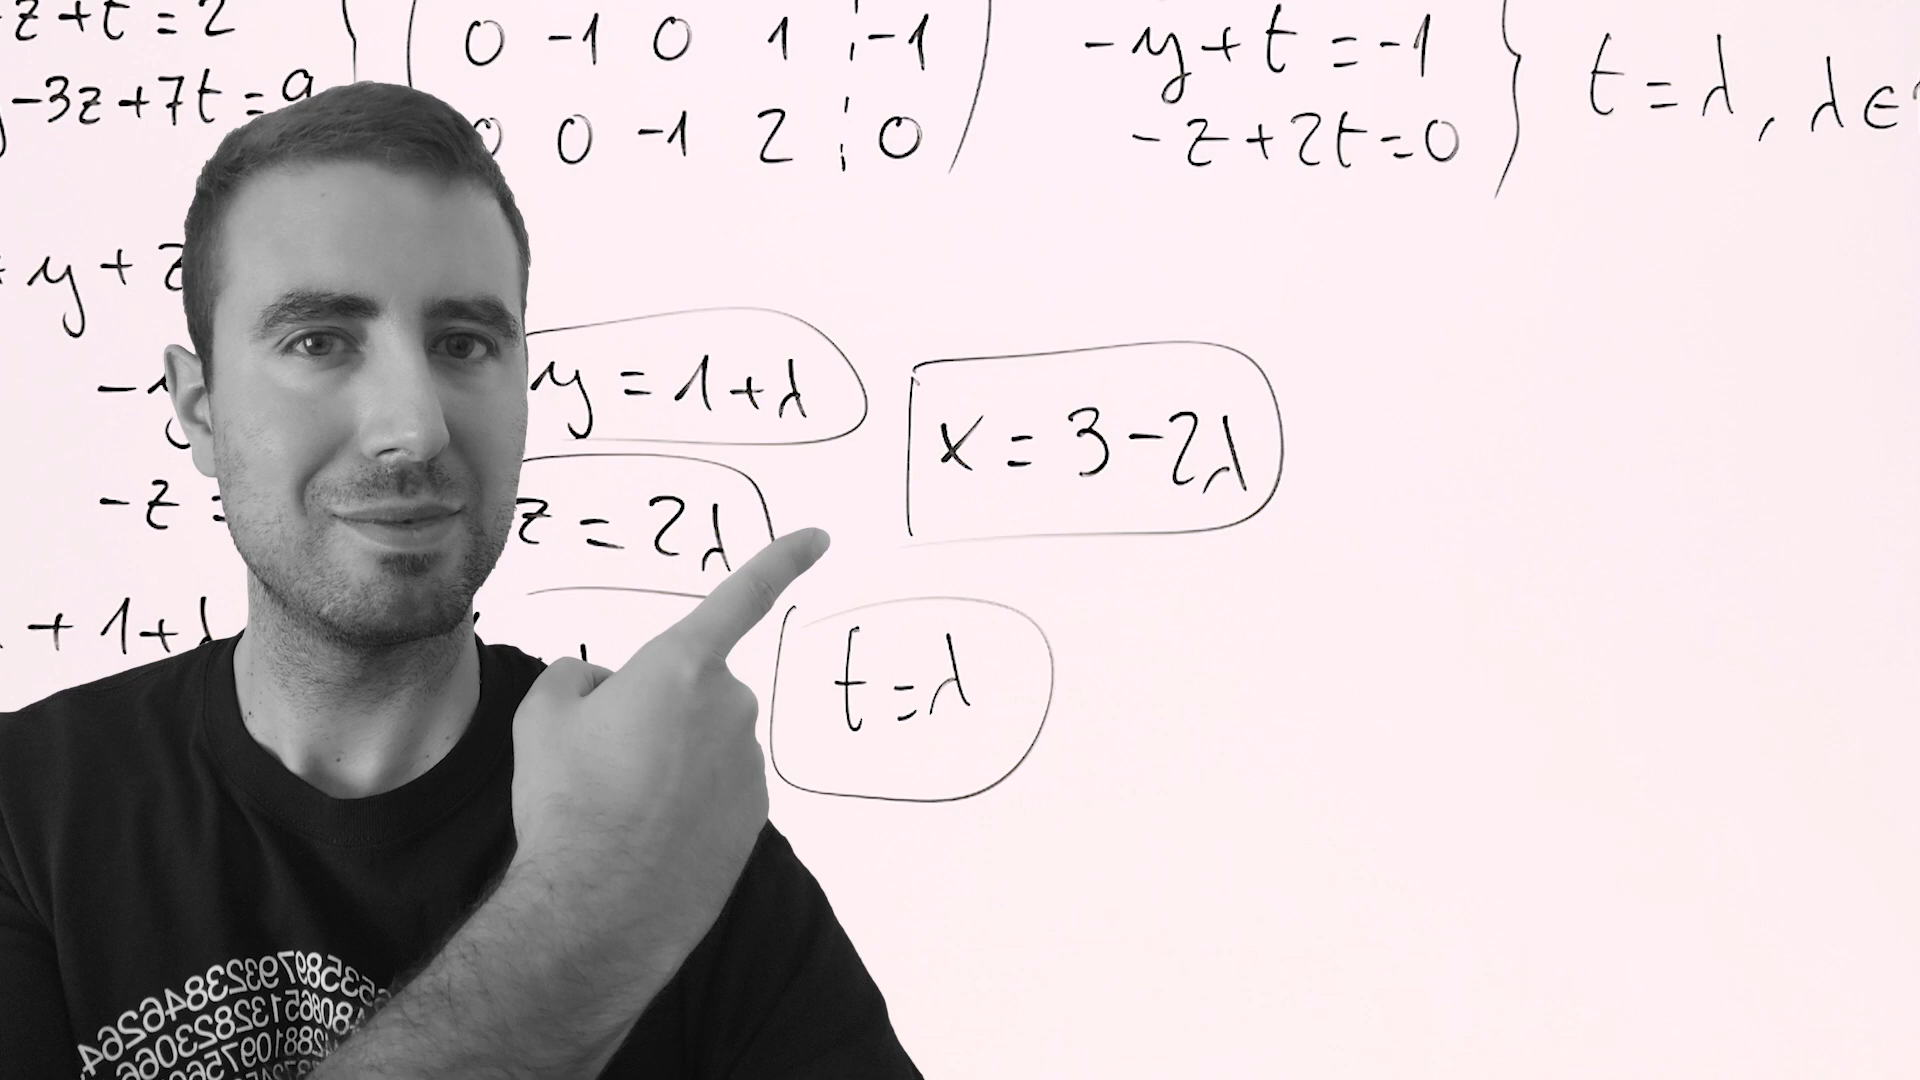 z+t=2
-3z+7t=9
0 -1 0 1 ¦ -1
0 0 -1 2 ¦ 0
-y+t=-1
-z+2t=0
t=λ, λ∈
y+z
-y
y=1+λ
x=3-2λ
-z=
z=2λ
+1+λ
t=λ